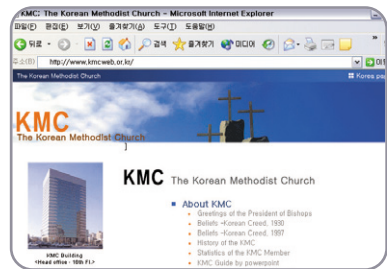 KMC: The Korean Methodist Church - Microsoft Internet Explorer
파일(F) 편집(E) 보기(V) 즐겨찾기(A) 도구(T) 도움말(H)
뒤로 검색 즐겨찾기 미디어
주소(D) http://www.kmcweb.or.kr/
The Korean Methodist Church
KMC
The Korean Methodist Church
KMC The Korean Methodist Church
About KMC
Greetings of the President of Bishops
Beliefs -Korean Creed, 1930
Beliefs -Korean Creed, 1997
History of the KMC
Statistics of the KMC Member
KMC Guide by powerpoint
KMC Building
<Head office - 16th Fl.>